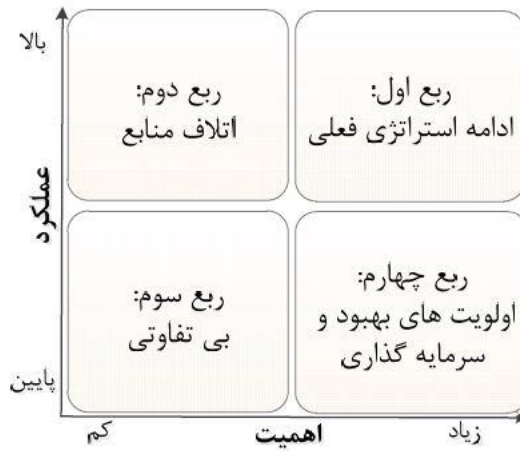 بالا
ربع اول:
ادامه استراتژی فعلی
ربع دوم:
اتلاف منابع
عملکرد
ربع چهارم:
اولویت های بهبود و
سرمایه گذاری
ربع سوم:
بی تفاوتی
پایین
زیاد
اهمیت
کم